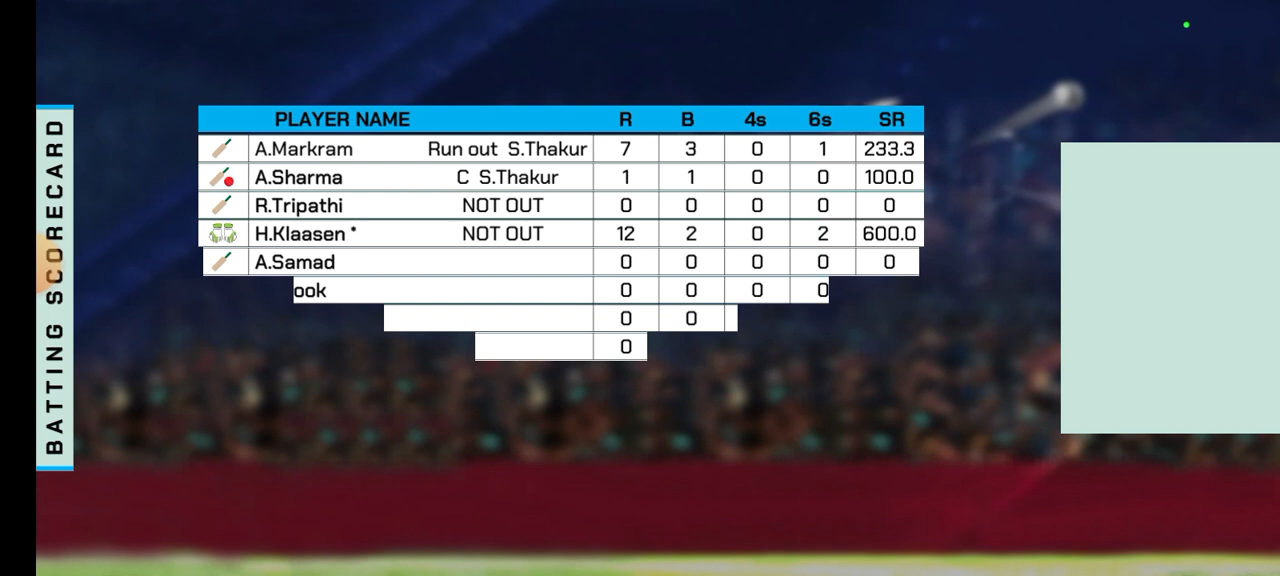 BATTING SCORECARD
PLAYER NAME R B 4s 6s SR
A.Markram Run out S.Thakur 7 3 0 1 233.3
A.Sharma C S.Thakur 1 1 0 0 100.0
R.Tripathi NOT OUT 0 0 0 0 0
H.Klaasen * NOT OUT 12 2 0 2 600.0
A.Samad 0 0 0 0 0
ook 0 0 0 0
0 0
0